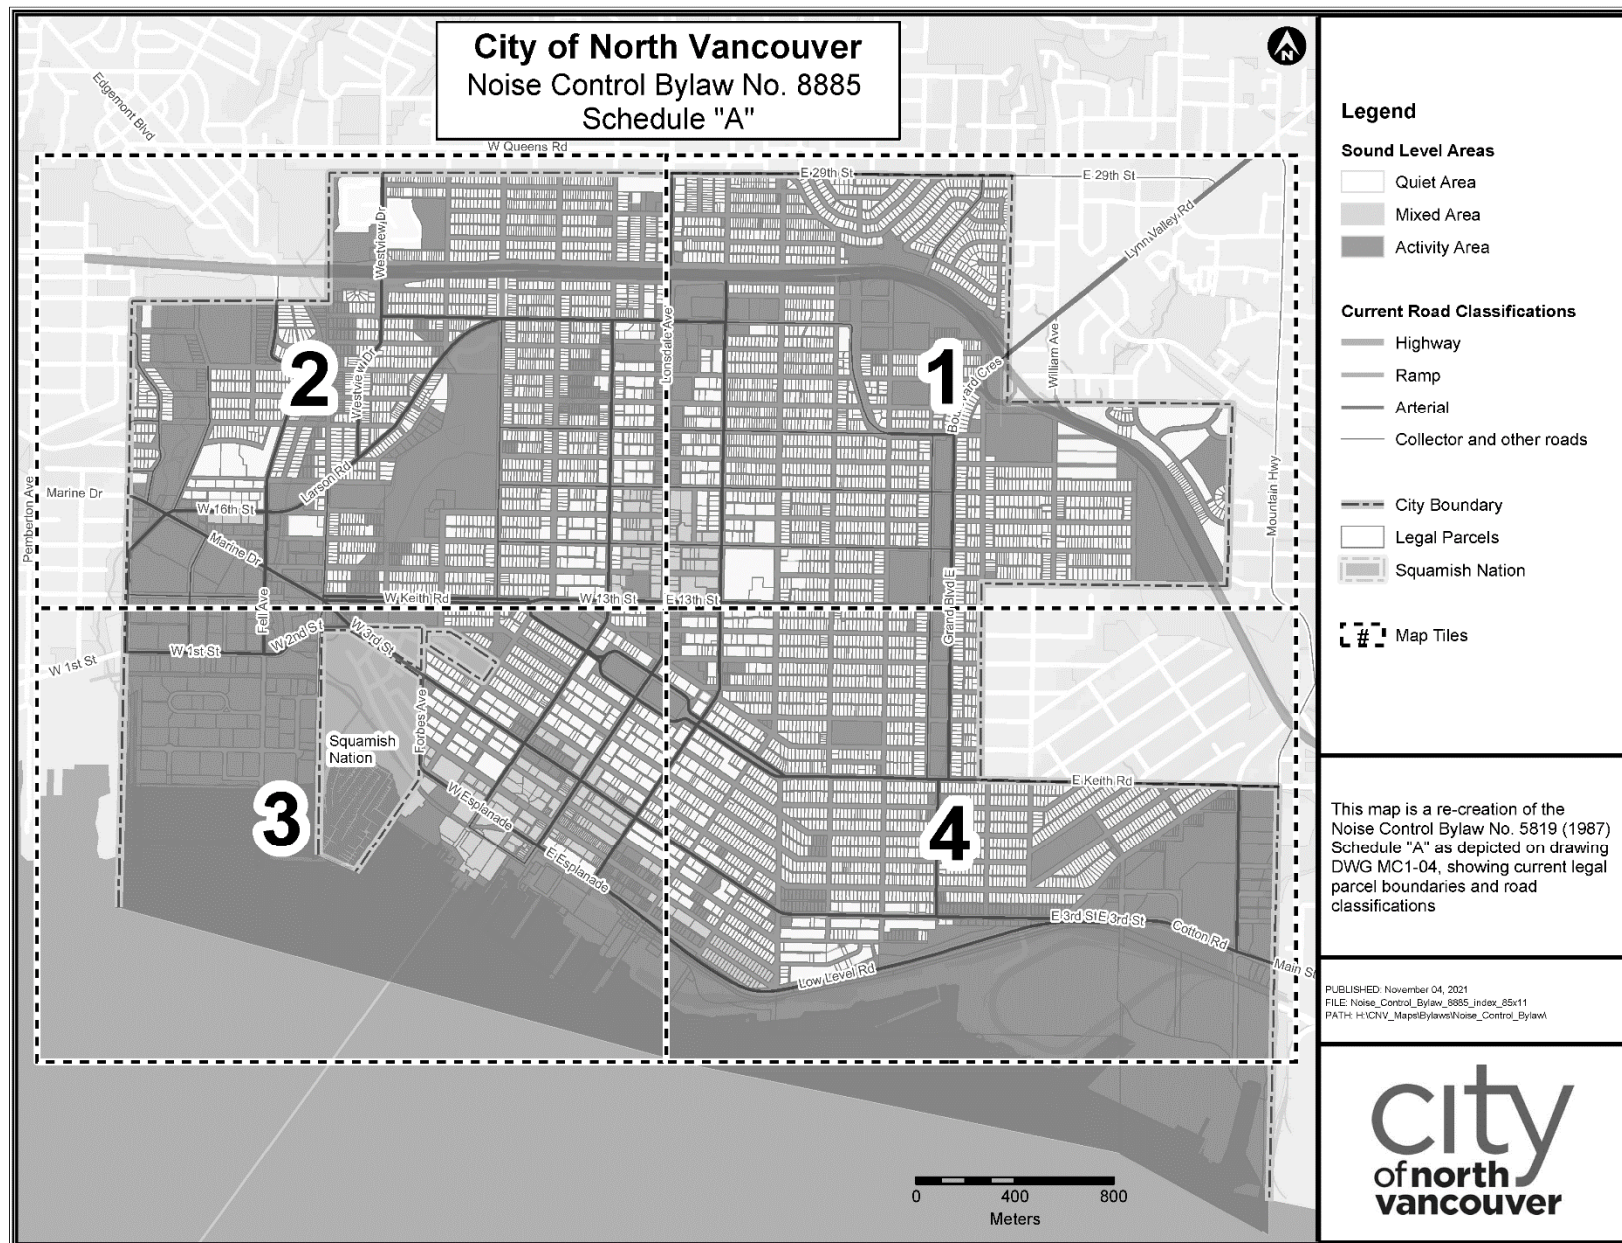 City of North Vancouver
Noise Control Bylaw No. 8885
Schedule "A"
N
Edgemont Blvd
W Queens Rd
E 29th St
E 29th St
Westview Dr
Lynn Valley Rd
Lonsdale Ave
2
1
Westview Dr
William Ave
Mountain Hwy
Larson Rd
Pemberton Ave
Marine Dr
W 16th St
Marine Dr
Fell Ave
W Keith Rd
W 13th St
E 13th St
Grand Blvd E
W 1st St
W 1st St
W 2nd St
W 3rd St
Forbes Ave
Squamish
Nation
3
W Esplanade
E Esplanade
E Keith Rd
4
E 3rd St
E 3rd St
Cotton Rd
Main St
Low Level Rd
0 400 800
Meters
Legend
Sound Level Areas
Quiet Area
Mixed Area
Activity Area
Current Road Classifications
Highway
Ramp
Arterial
Collector and other roads
City Boundary
Legal Parcels
Squamish Nation
# Map Tiles
This map is a re-creation of the
Noise Control Bylaw No. 5819 (1987)
Schedule "A" as depicted on drawing
DWG MC1-04, showing current legal
parcel boundaries and road
classifications
PUBLISHED: November 04, 2021
FILE: Noise_Control_Bylaw_8885_index_85x11
PATH: H:\CNV_Maps\Bylaws\Noise_Control_Bylaw\
city
of north
vancouver